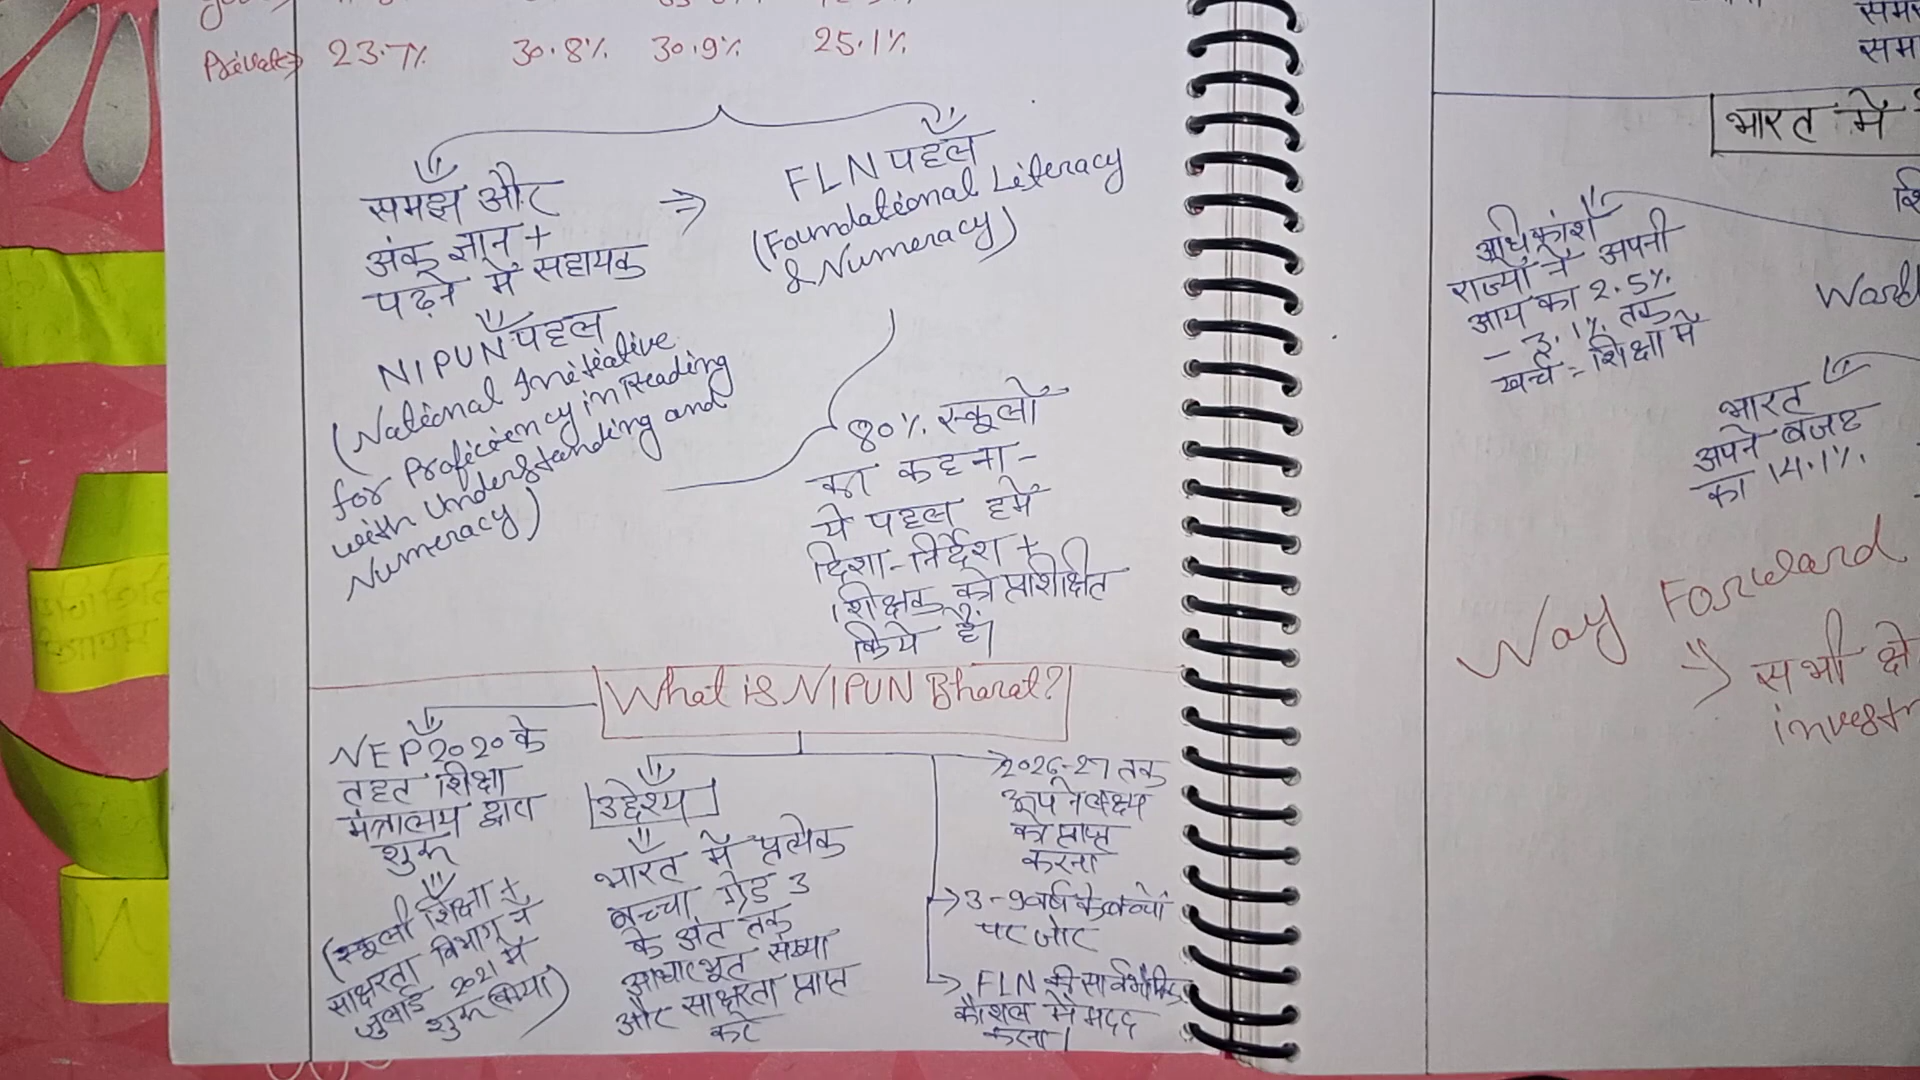 Private⇒ 23.7% 30.8% 30.9% 25.1%
समझ और
अंक ज्ञान +
पढ़ने में सहायक
⇒
FLN पहल
(Foundational Literacy
& Numeracy)
NIPUN पहल
(National Initiative
for Proficiency in Reading
with Understanding and
Numeracy)
80% स्कूलों
का कहना -
ये पहल हमें
दिशा-निर्देश +
शिक्षक को प्रशिक्षित
किये है।
What is NIPUN Bharat?
NEP 2020 के
तहत शिक्षा
मंत्रालय द्वारा
शुरू
(स्कूली शिक्षा +
साक्षरता विभाग ने
जुलाई 2021 में
शुरू किया)
उद्देश्य
भारत में प्रत्येक
बच्चा ग्रेड 3
के अंत तक
आधारभूत संख्या
और साक्षरता प्राप्त
करे
→2026-27 तक
अपने लक्ष्य
को प्राप्त
करना
→3-9 वर्ष के बच्चों
पर जोर
→ FLN की सार्वभौमिक
कौशल में मदद
करना।
सम
भारत में
अधिकांश
राज्यों ने अपनी
आय का 2.5%
- 3.1% तक
खर्च = शिक्षा में
भारत
अपने बजट
का 14.1%
Way Forward
⇒ सभी क्षे
invest